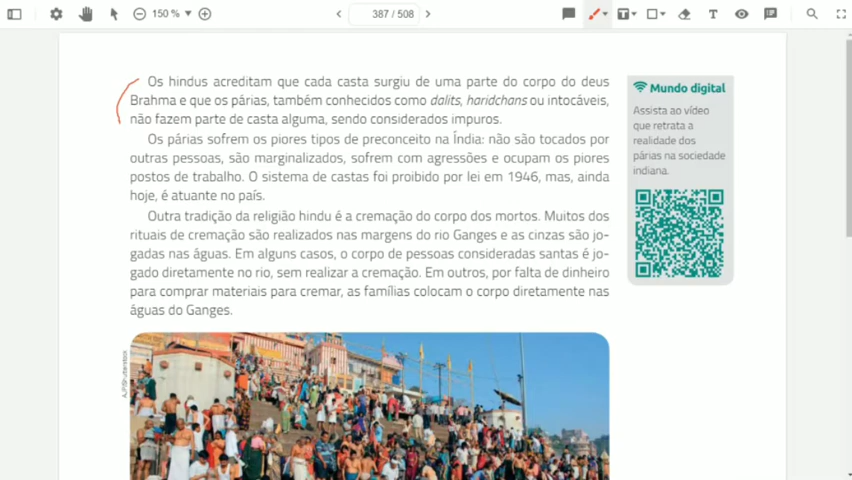 150 %
387 / 508
Os hindus acreditam que cada casta surgiu de uma parte do corpo do deus
Brahma e que os párias, também conhecidos como dalits, haridchans ou intocáveis,
não fazem parte de casta alguma, sendo considerados impuros.
Os párias sofrem os piores tipos de preconceito na Índia: não são tocados por
outras pessoas, são marginalizados, sofrem com agressões e ocupam os piores
postos de trabalho. O sistema de castas foi proibido por lei em 1946, mas, ainda
hoje, é atuante no país.
Outra tradição da religião hindu é a cremação do corpo dos mortos. Muitos dos
rituais de cremação são realizados nas margens do rio Ganges e as cinzas são jo-
gadas nas águas. Em alguns casos, o corpo de pessoas consideradas santas é jo-
gado diretamente no rio, sem realizar a cremação. Em outros, por falta de dinheiro
para comprar materiais para cremar, as famílias colocam o corpo diretamente nas
águas do Ganges.
Mundo digital
Assista ao vídeo
que retrata a
realidade dos
párias na sociedade
indiana.
AJP/Shutterstock